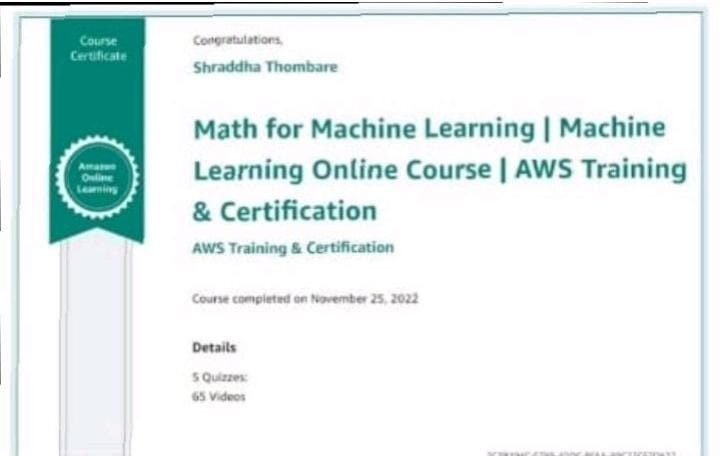 Course
Certificate
Amazon
Online
Learning
Congratulations,
Shraddha Thombare
Math for Machine Learning | Machine
Learning Online Course | AWS Training
& Certification
AWS Training & Certification
Course completed on November 25, 2022
Details
5 Quizzes:
65 Videos